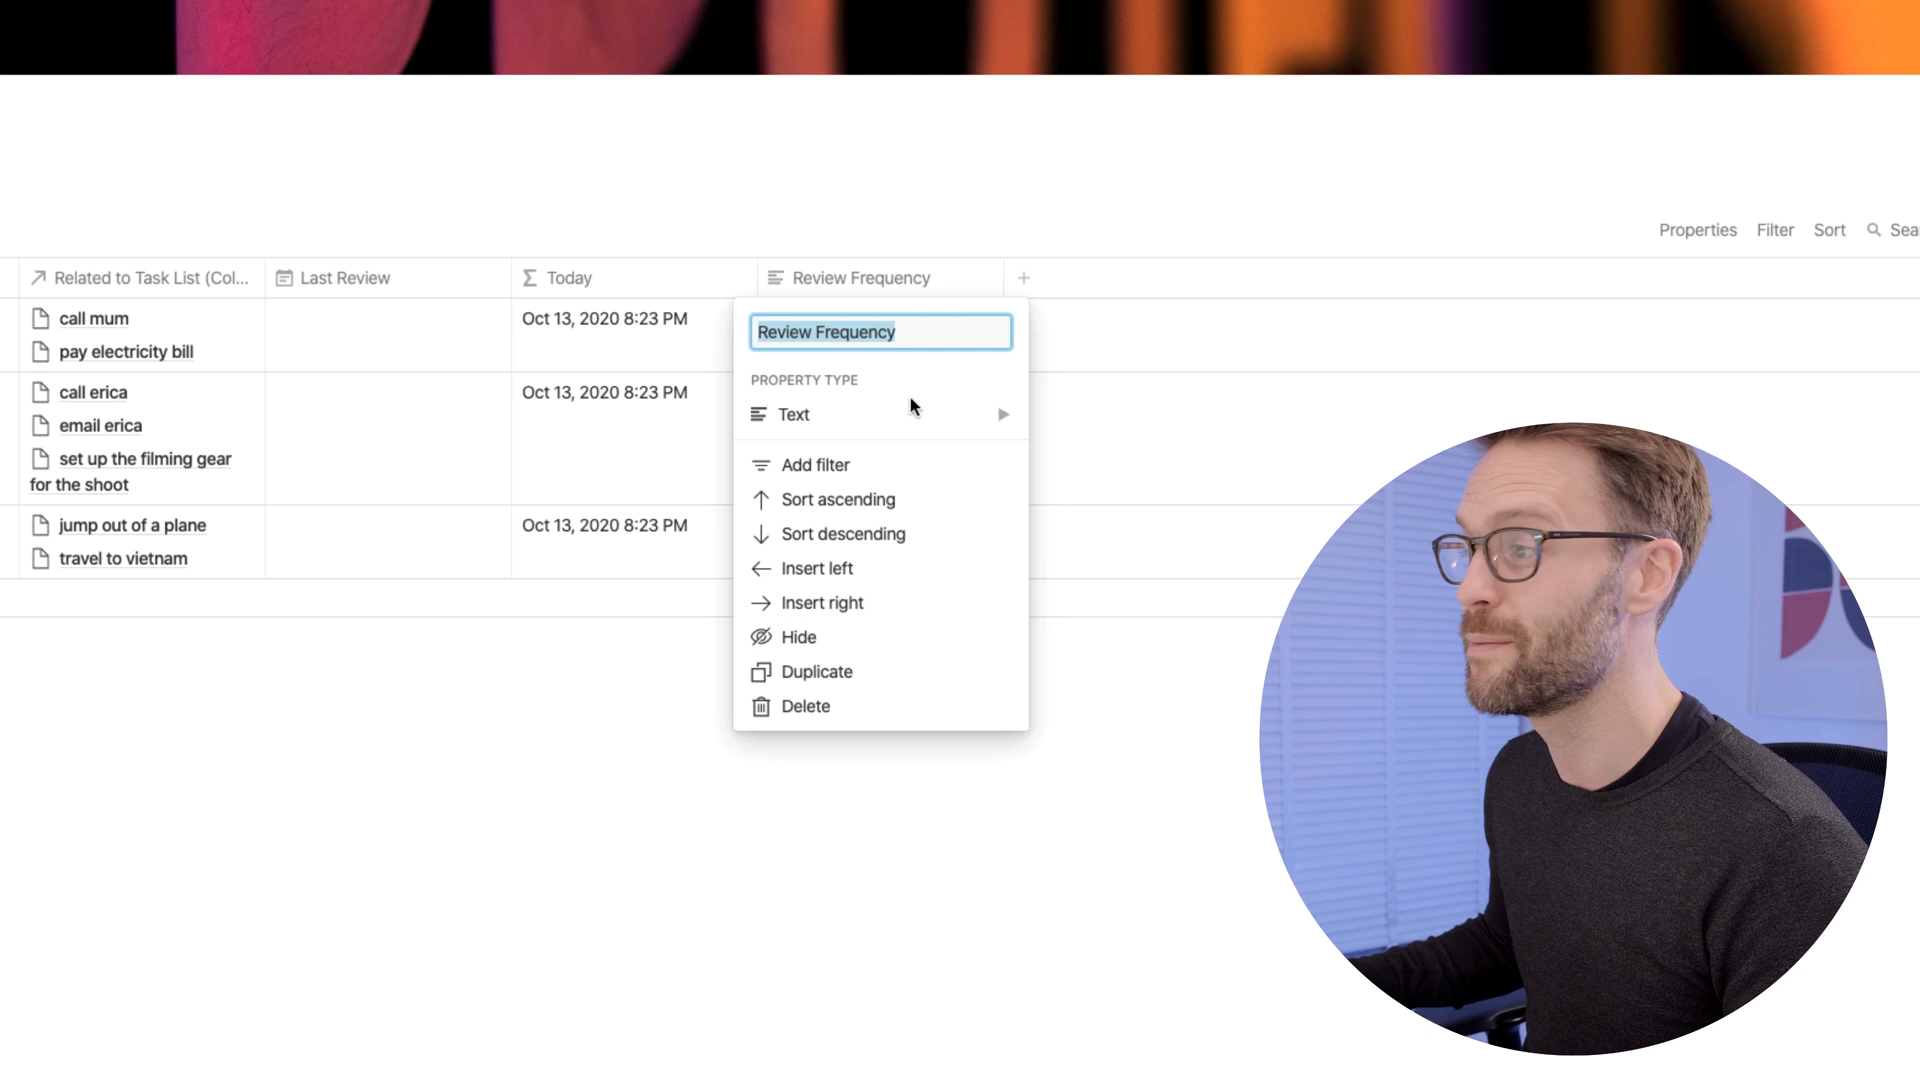 Properties Filter Sort Sea
Related to Task List (Col... Last Review Today Review Frequency
call mum
pay electricity bill
Oct 13, 2020 8:23 PM
call erica
email erica
set up the filming gear
for the shoot
Oct 13, 2020 8:23 PM
jump out of a plane
travel to vietnam
Oct 13, 2020 8:23 PM
Review Frequency
PROPERTY TYPE
Text
Add filter
Sort ascending
Sort descending
Insert left
Insert right
Hide
Duplicate
Delete